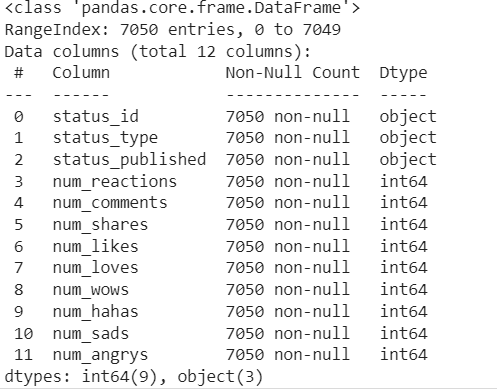 <class 'pandas.core.frame.DataFrame'>
RangeIndex: 7050 entries, 0 to 7049
Data columns (total 12 columns):
 #   Column            Non-Null Count  Dtype
---  ------            --------------  -----
 0   status_id         7050 non-null   object
 1   status_type       7050 non-null   object
 2   status_published  7050 non-null   object
 3   num_reactions     7050 non-null   int64
 4   num_comments      7050 non-null   int64
 5   num_shares        7050 non-null   int64
 6   num_likes         7050 non-null   int64
 7   num_loves         7050 non-null   int64
 8   num_wows          7050 non-null   int64
 9   num_hahas         7050 non-null   int64
 10  num_sads          7050 non-null   int64
 11  num_angrys        7050 non-null   int64
dtypes: int64(9), object(3)